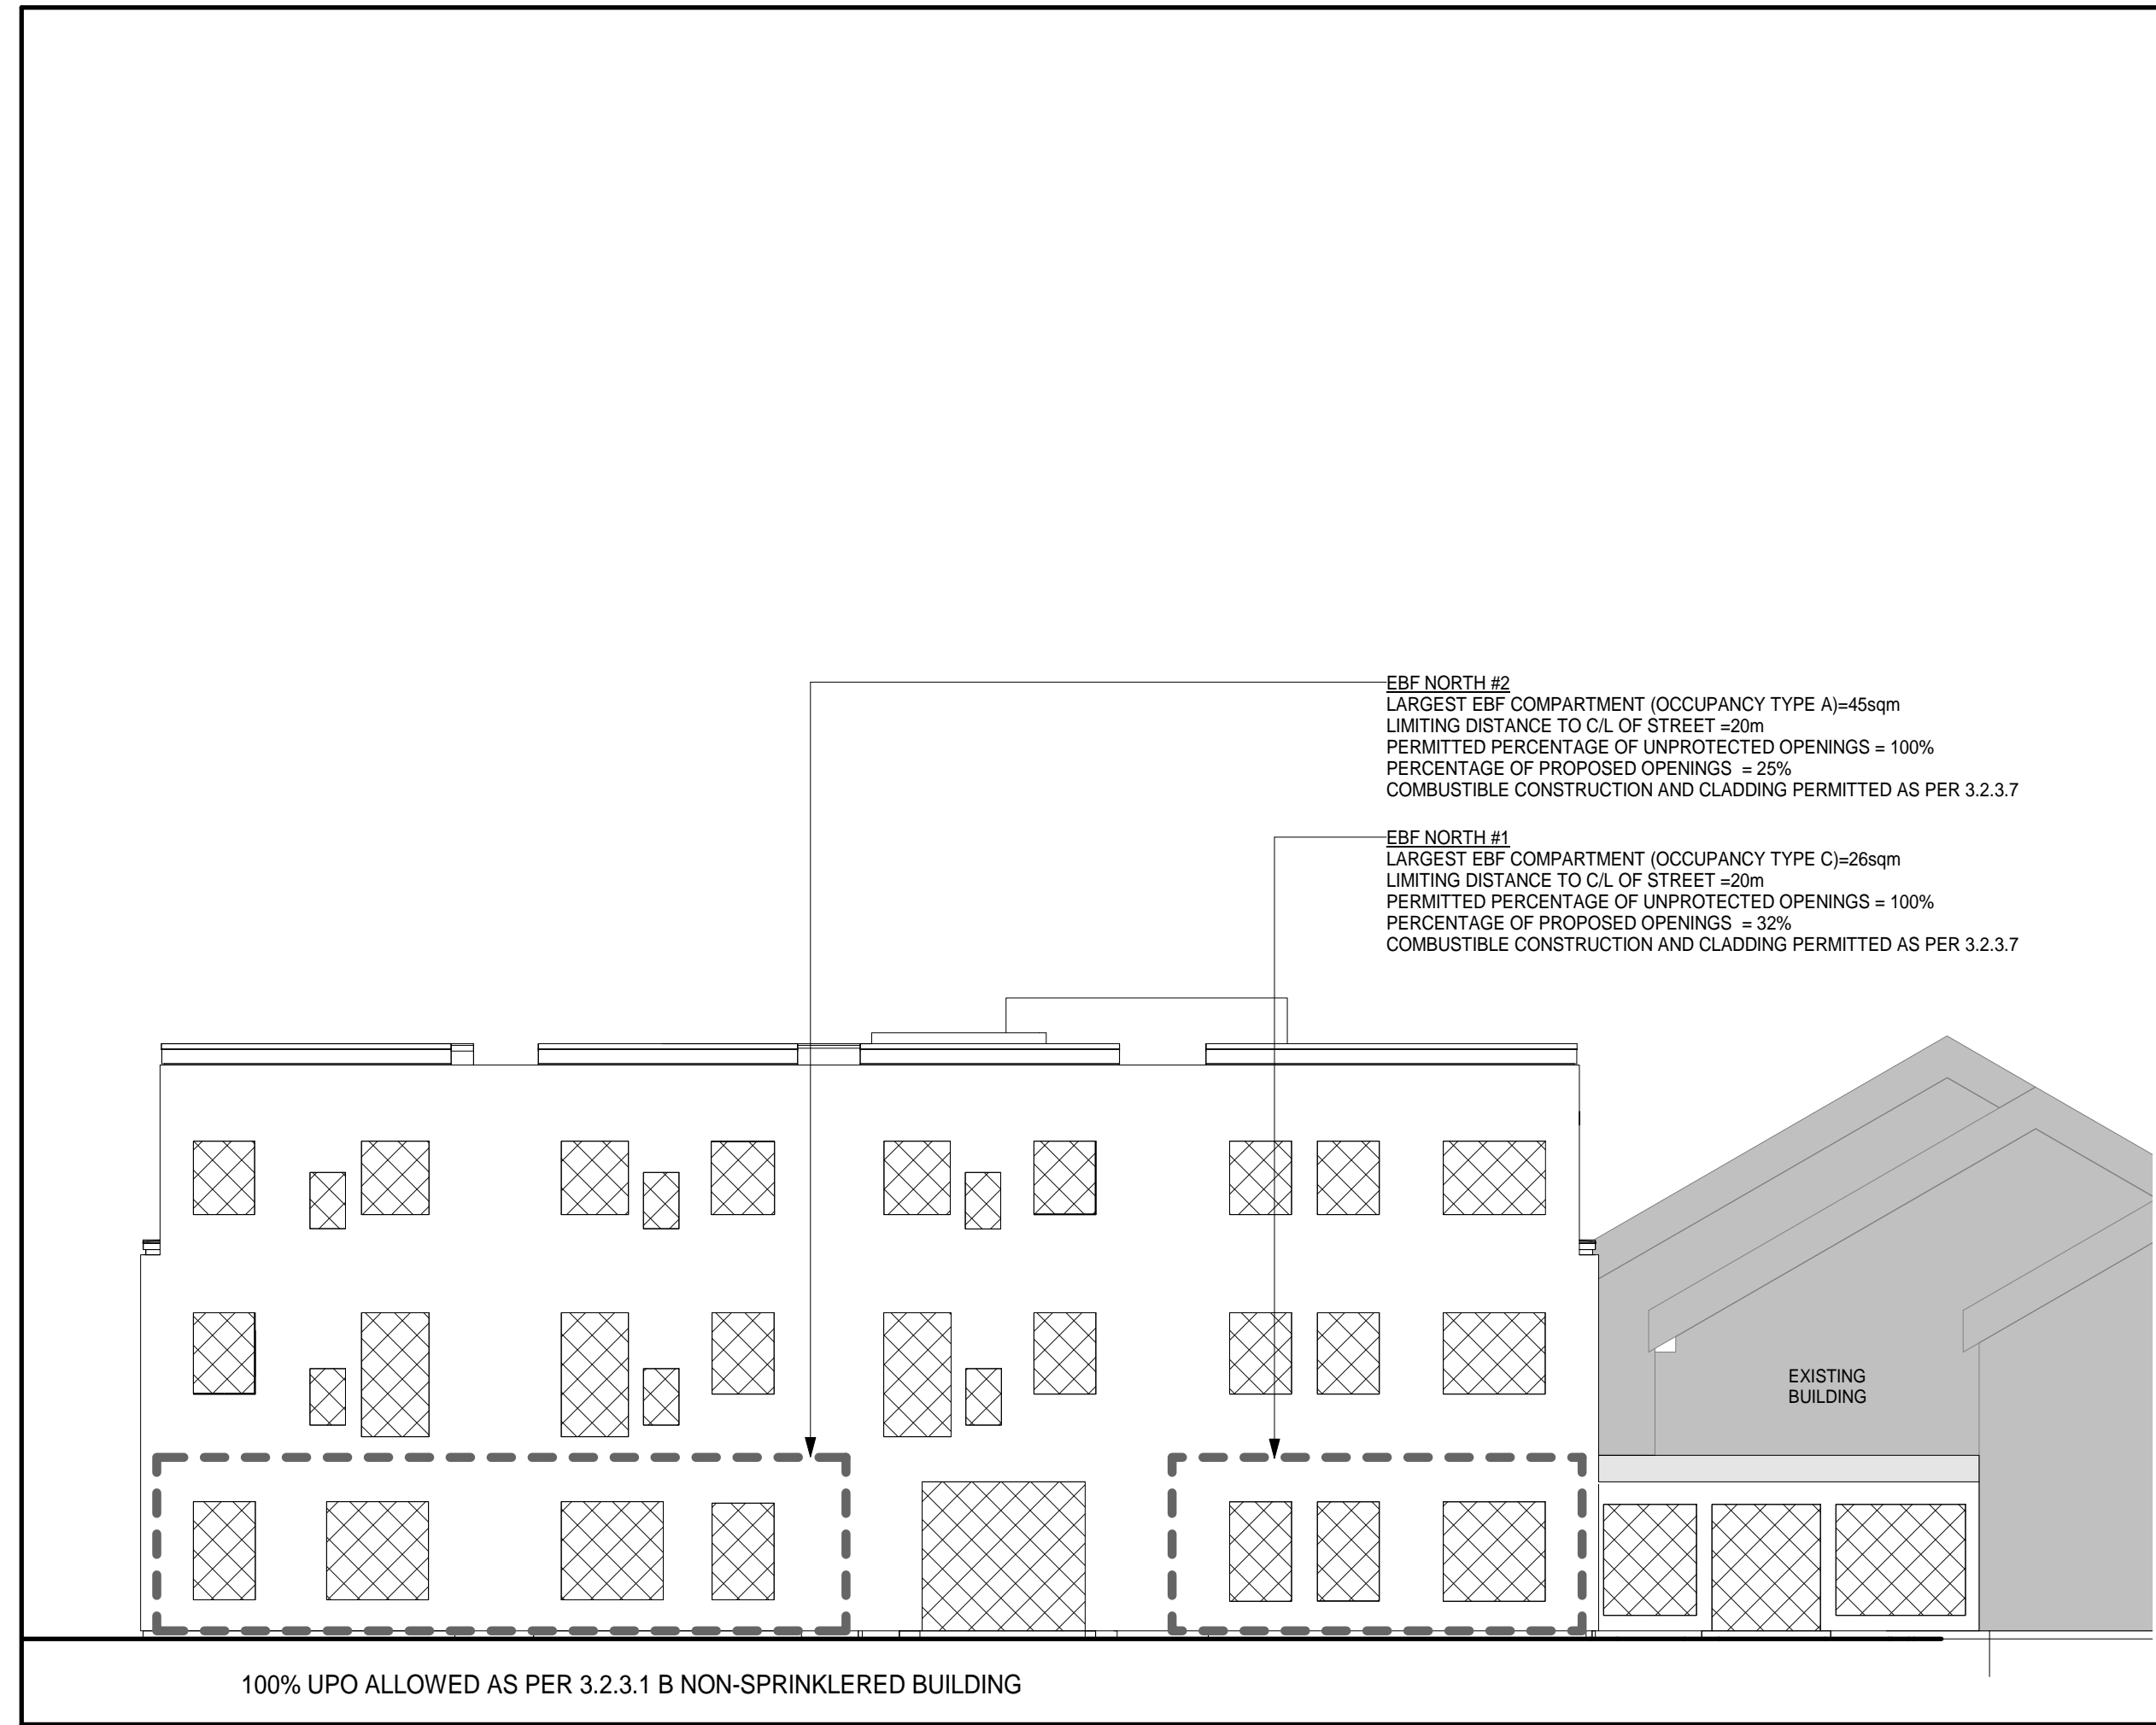 EBF NORTH #2
LARGEST EBF COMPARTMENT (OCCUPANCY TYPE A)=45sqm
LIMITING DISTANCE TO C/L OF STREET =20m
PERMITTED PERCENTAGE OF UNPROTECTED OPENINGS = 100%
PERCENTAGE OF PROPOSED OPENINGS  = 25%
COMBUSTIBLE CONSTRUCTION AND CLADDING PERMITTED AS PER 3.2.3.7
EBF NORTH #1
LARGEST EBF COMPARTMENT (OCCUPANCY TYPE C)=26sqm
LIMITING DISTANCE TO C/L OF STREET =20m
PERMITTED PERCENTAGE OF UNPROTECTED OPENINGS = 100%
PERCENTAGE OF PROPOSED OPENINGS  = 32%
COMBUSTIBLE CONSTRUCTION AND CLADDING PERMITTED AS PER 3.2.3.7
EXISTING
BUILDING
100% UPO ALLOWED AS PER 3.2.3.1 B NON-SPRINKLERED BUILDING